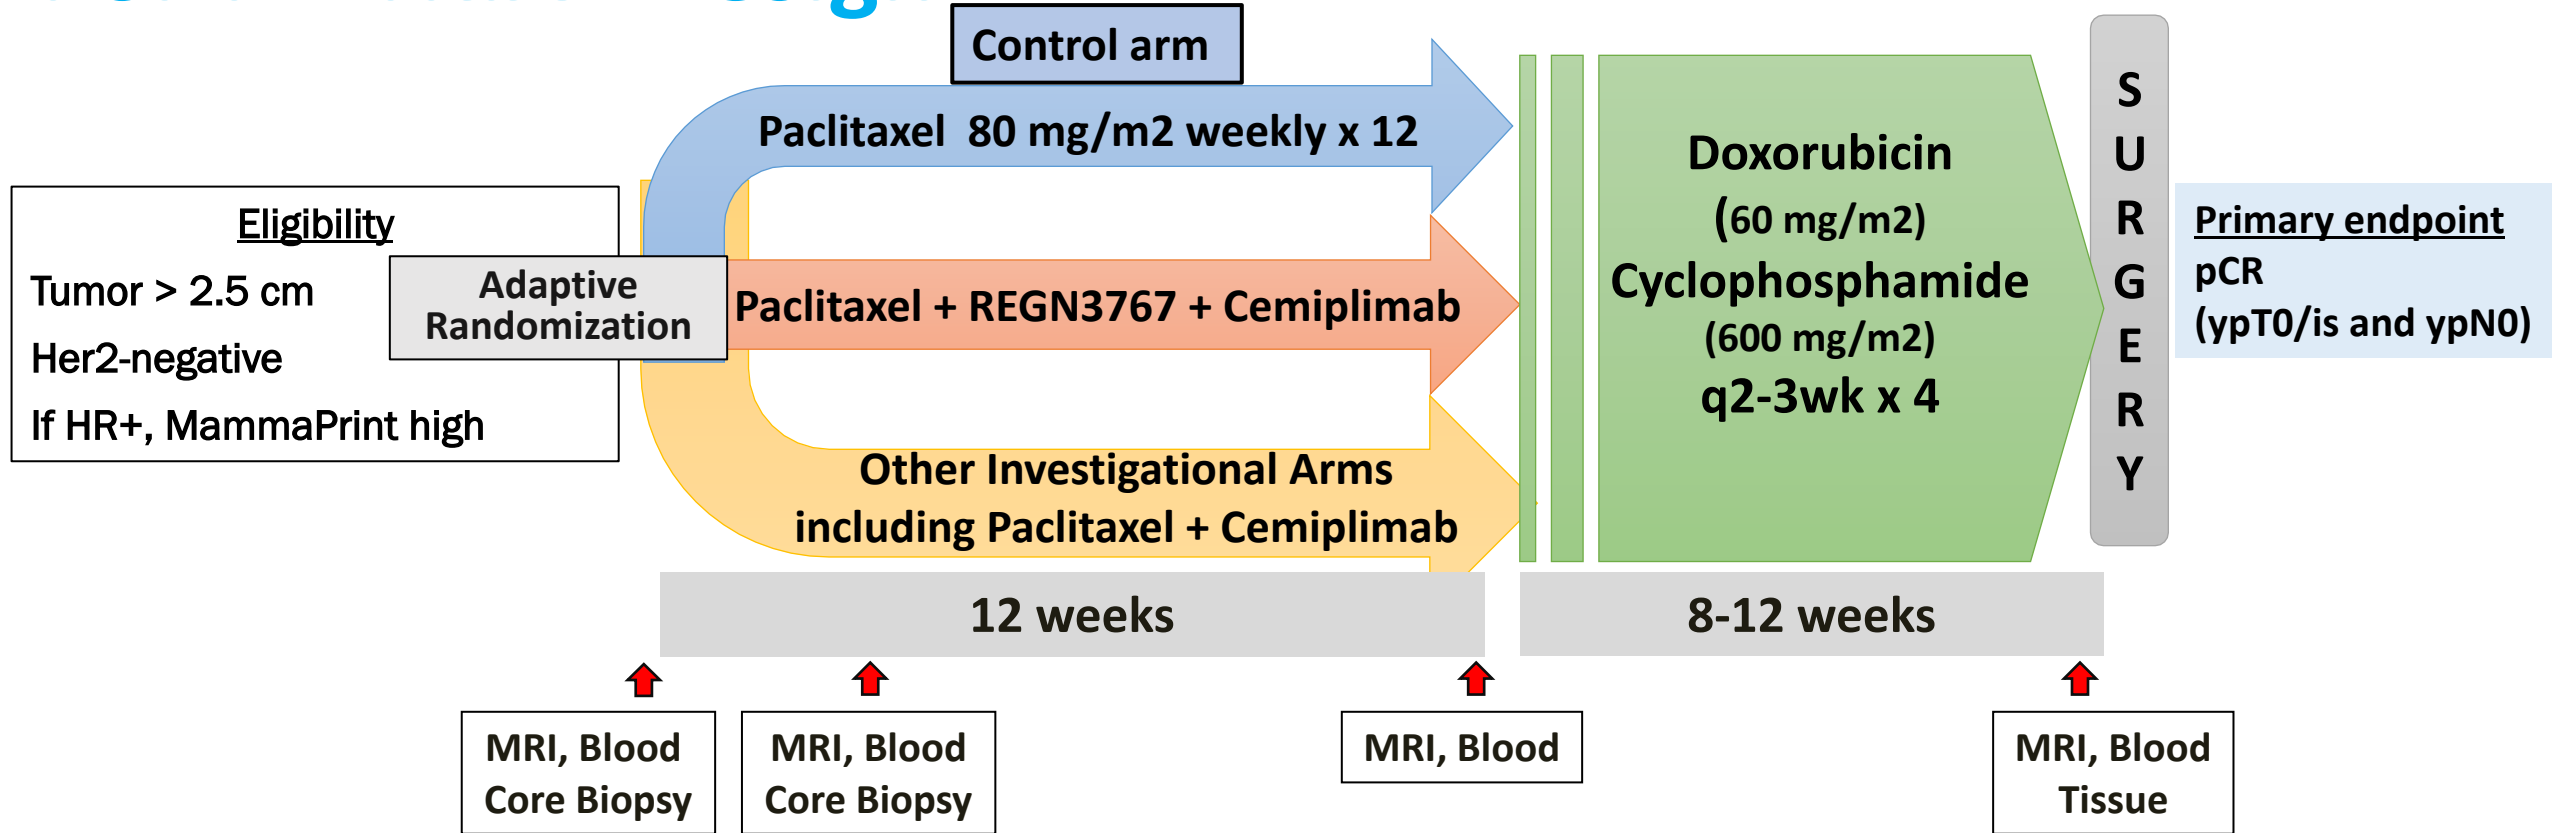 Control arm
Paclitaxel 80 mg/m2 weekly x 12
Eligibility
Tumor > 2.5 cm
Her2-negative
If HR+, MammaPrint high
Adaptive
Randomization
Paclitaxel + REGN3767 + Cemiplimab
Other Investigational Arms
including Paclitaxel + Cemiplimab
Doxorubicin
(60 mg/m2)
Cyclophosphamide
(600 mg/m2)
q2-3wk x 4
SURGERY
Primary endpoint
pCR
(ypT0/is and ypN0)
12 weeks
8-12 weeks
MRI, Blood
Core Biopsy
MRI, Blood
Core Biopsy
MRI, Blood
MRI, Blood
Tissue